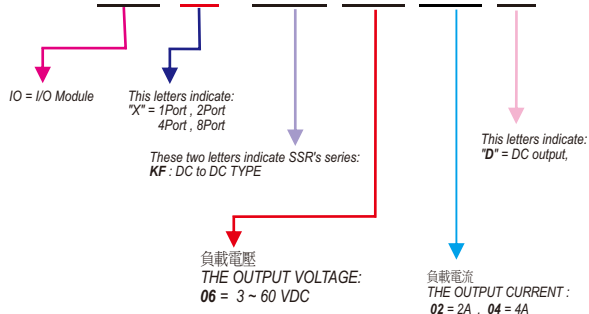 IO = I/O Module
This letters indicate:
"X" = 1Port , 2Port
4Port , 8Port
These two letters indicate SSR's series:
KF : DC to DC TYPE
This letters indicate:
"D" = DC output,
負載電壓
THE OUTPUT VOLTAGE:
06 = 3 ~ 60 VDC
負載電流
THE OUTPUT CURRENT :
02 = 2A , 04 = 4A